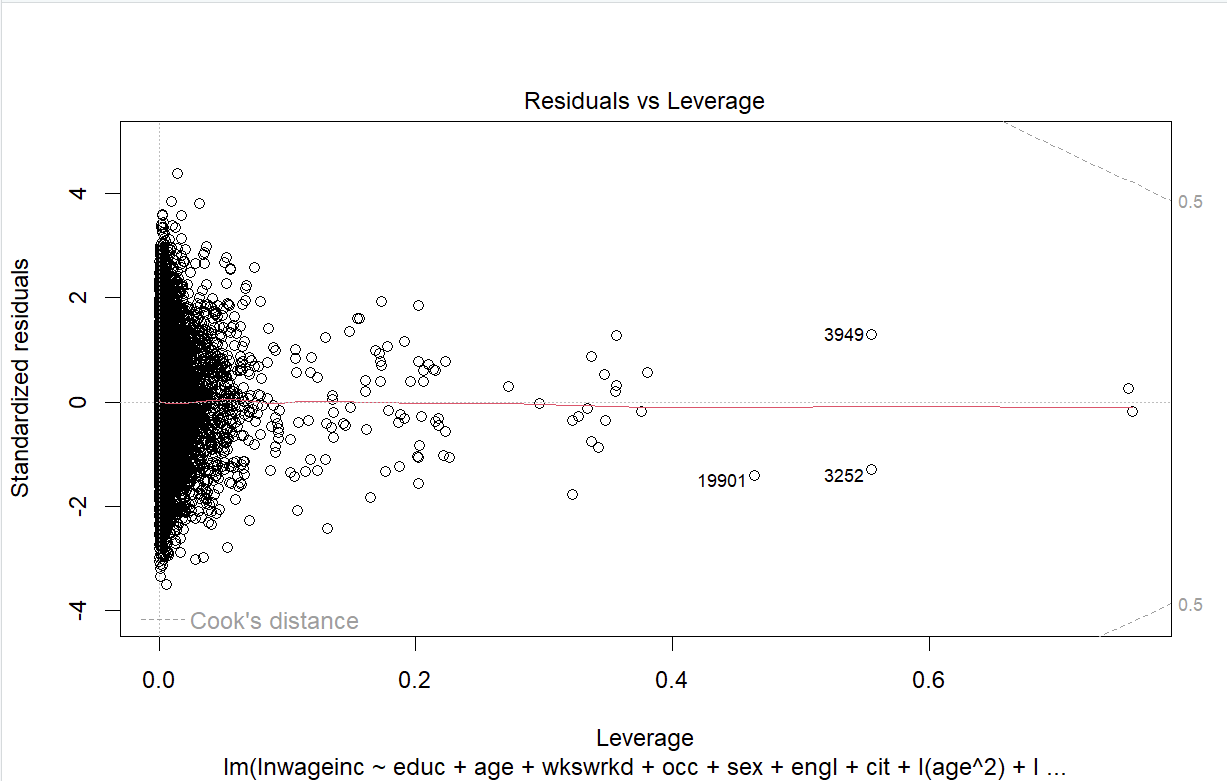 Residuals vs Leverage
4
2
0
-2
-4
Standardized residuals
0.5
0.5
3949
19901
3252
Cook's distance
0.0
0.2
0.4
0.6
Leverage
lm(lnwageinc ~ educ + age + wkswrkd + occ + sex + engl + cit + I(age^2) + I ...